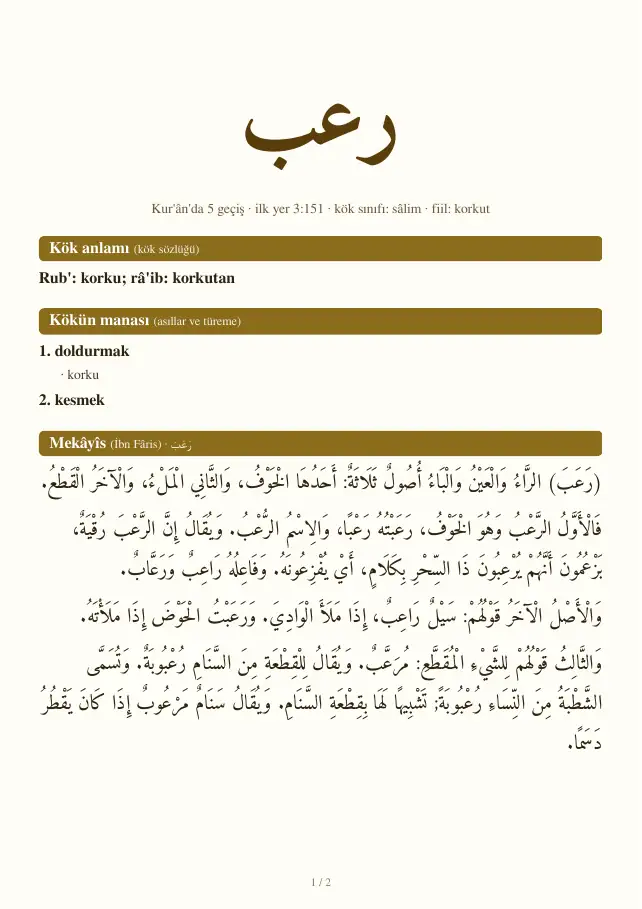 رعب
Kur'ân'da 5 geçiş · ilk yer 3:151 · kök sınıfı: sâlim · fiil: korkut
Kök anlamı (kök sözlüğü)
Rub': korku; râ'ib: korkutan
Kökün manası (asıllar ve türeme)
1. doldurmak
· korku
2. kesmek
Mekâyîs (İbn Fâris) · رَعَبَ
(رَعَبَ) الرَّاءُ وَالْعَيْنُ وَالْبَاءُ أُصُولٌ ثَلَاثَةٌ: أَحَدُهَا الْخَوْفُ، وَالثَّانِي الْمَلْءُ، وَالْآخَرُ الْقَطْعُ.
فَالْأَوَّلُ الرَّعْبُ وَهُوَ الْخَوْفُ، رَعَبْتُهُ رَعْبًا، وَالِاسْمُ الرُّعْبُ. وَيُقَالُ إِنَّ الرَّعْبَ رُقْيَةٌ،
يَزْعُمُونَ أَنَّهُمْ يُرْعِبُونَ ذَا السِّحْرِ بِكَلَامٍ، أَيْ يُفْزِعُونَهُ. وَفَاعِلُهُ رَاعِبٌ وَرَعَّابٌ.
وَالْأَصْلُ الْآخَرُ قَوْلُهُمْ: سَيْلٌ رَاعِبٌ، إِذَا مَلَأَ الْوَادِيَ. وَرَعَبْتُ الْحَوْضَ إِذَا مَلَأْتَهُ.
وَالثَّالِثُ قَوْلُهُمْ لِلشَّيْءِ الْمُقَطَّعِ: مُرَعَّبٌ. وَيُقَالُ لِلْقِطْعَةِ مِنَ السَّنَامِ رُعْبُوبَةٌ. وَتُسَمَّى
الشَّطْبَةُ مِنَ النِّسَاءِ رُعْبُوبَةً; تَشْبِيهًا لَهَا بِقِطْعَةِ السَّنَامِ. وَيُقَالُ سَنَامٌ مَرْعُوبٌ إِذَا كَانَ يَقْطُرُ
دَسَمًا.
1 / 2